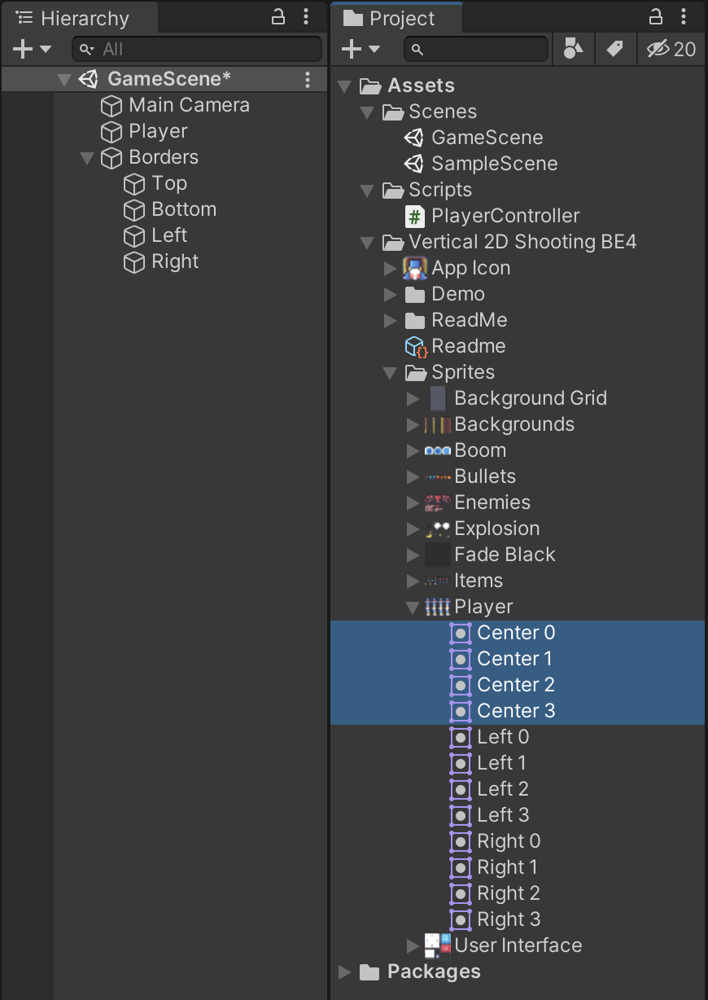 Hierarchy
All
GameScene*
Main Camera
Player
Borders
Top
Bottom
Left
Right
Project
20
Assets
Scenes
GameScene
SampleScene
Scripts
# PlayerController
Vertical 2D Shooting BE4
App Icon
Demo
ReadMe
{} Readme
Sprites
Background Grid
Backgrounds
Boom
Bullets
Enemies
Explosion
Fade Black
Items
Player
Center 0
Center 1
Center 2
Center 3
Left 0
Left 1
Left 2
Left 3
Right 0
Right 1
Right 2
Right 3
User Interface
Packages